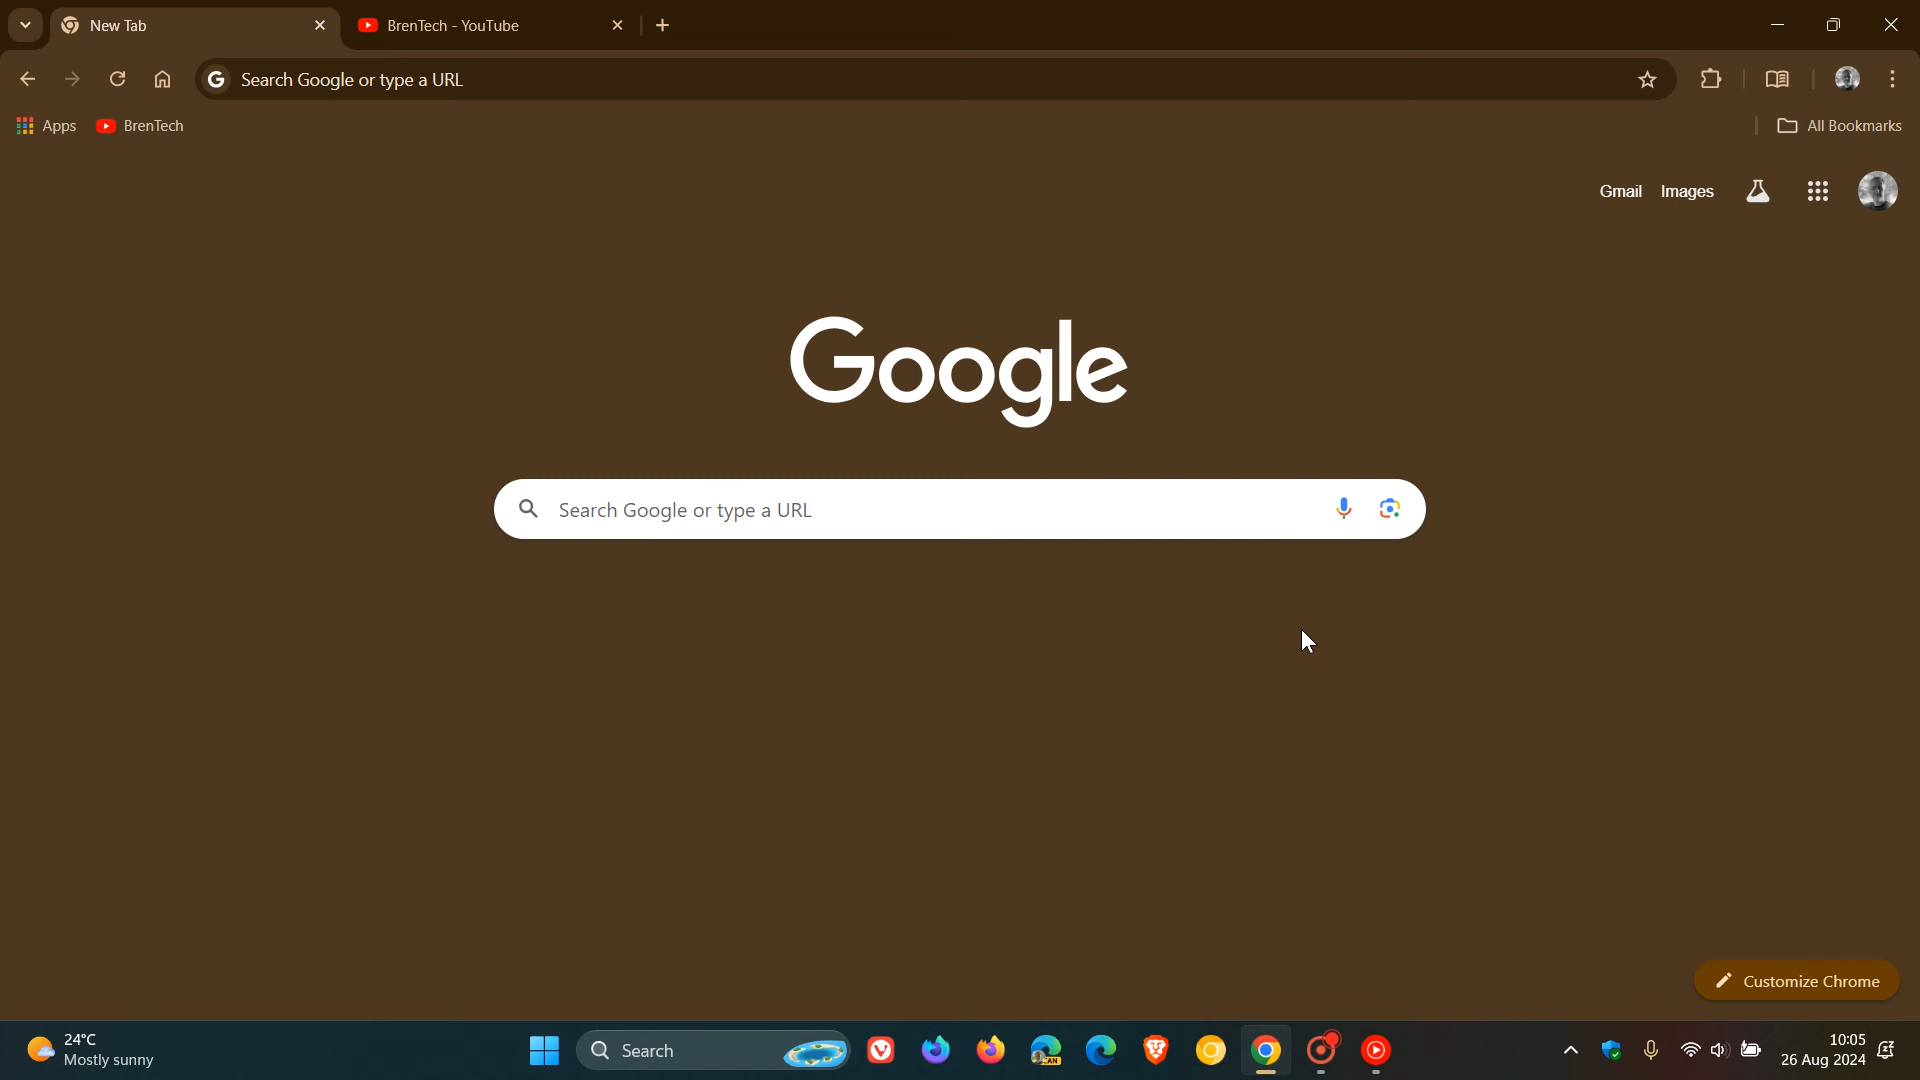 New Tab
BrenTech - YouTube
Search Google or type a URL
Apps
BrenTech
All Bookmarks
Gmail
Images
Google
Search Google or type a URL
Customize Chrome
24°C
Mostly sunny
Search
CAN
10:05
26 Aug 2024